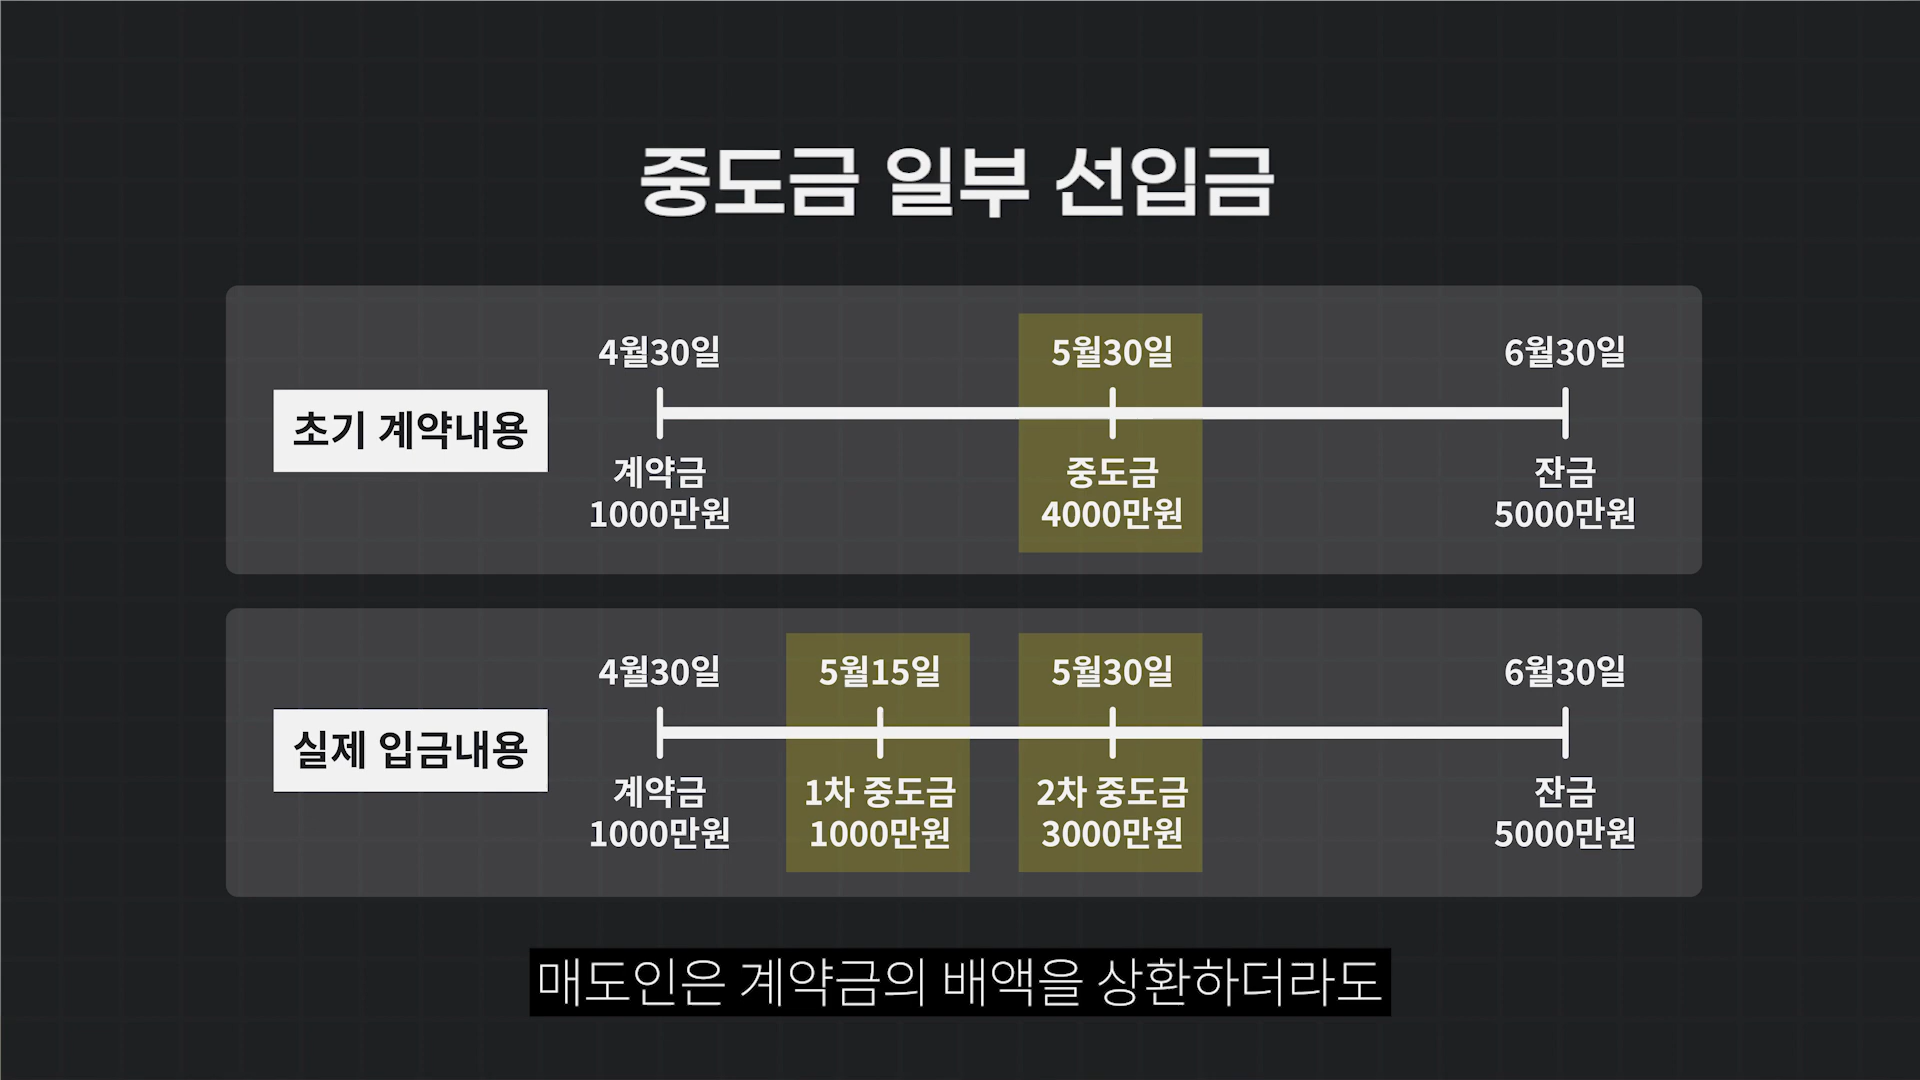 중도금 일부 선입금
초기 계약내용
4월30일
계약금
1000만원
5월30일
중도금
4000만원
6월30일
잔금
5000만원
실제 입금내용
4월30일
계약금
1000만원
5월15일
1차 중도금
1000만원
5월30일
2차 중도금
3000만원
6월30일
잔금
5000만원
매도인은 계약금의 배액을 상환하더라도